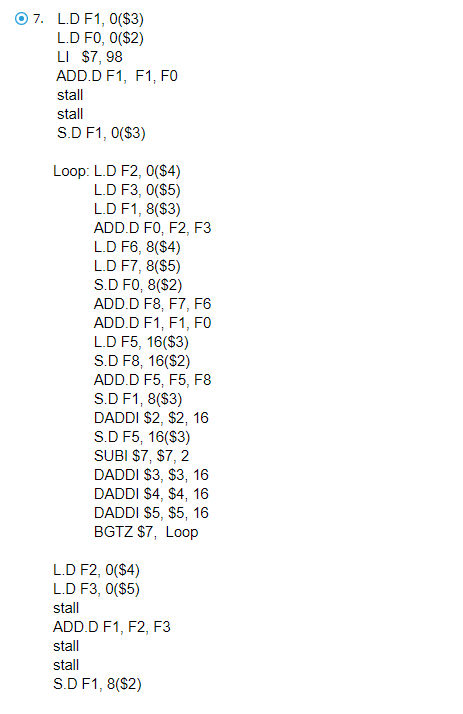 7. L.D F1, 0($3)
L.D F0, 0($2)
LI $7, 98
ADD.D F1, F1, F0
stall
stall
S.D F1, 0($3)
Loop: L.D F2, 0($4)
L.D F3, 0($5)
L.D F1, 8($3)
ADD.D F0, F2, F3
L.D F6, 8($4)
L.D F7, 8($5)
S.D F0, 8($2)
ADD.D F8, F7, F6
ADD.D F1, F1, F0
L.D F5, 16($3)
S.D F8, 16($2)
ADD.D F5, F5, F8
S.D F1, 8($3)
DADDI $2, $2, 16
S.D F5, 16($3)
SUBI $7, $7, 2
DADDI $3, $3, 16
DADDI $4, $4, 16
DADDI $5, $5, 16
BGTZ $7, Loop
L.D F2, 0($4)
L.D F3, 0($5)
stall
ADD.D F1, F2, F3
stall
stall
S.D F1, 8($2)